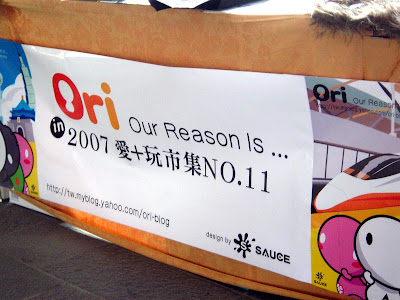 Ori Our Reason Is ...
in 2007 愛+玩市集NO.11
http://tw.myblog.yahoo.com/ori-blog
design by SAUCE
Ori Our Reason